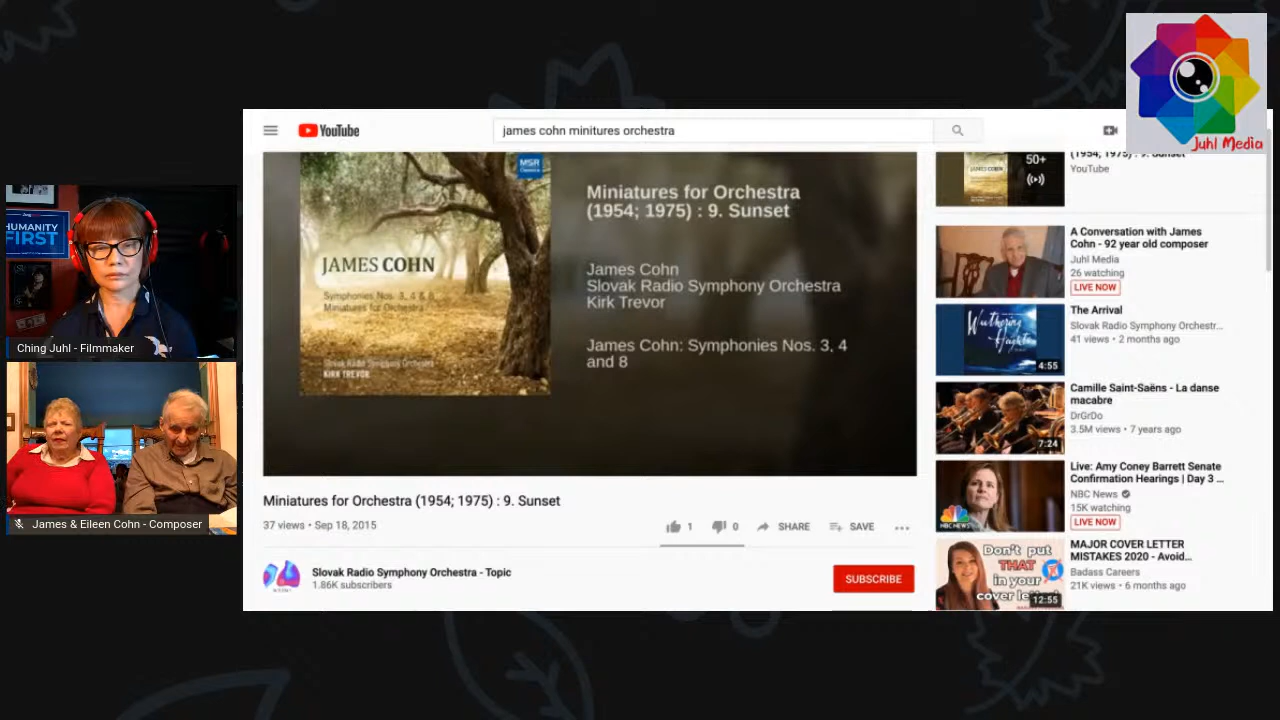 Juhl Media
YouTube
james cohn minitures orchestra
HUMANITY
FIRST
Ching Juhl - Filmmaker
James & Eileen Cohn - Composer
MSR
Classics
JAMES COHN
Symphonies Nos. 3, 4 & 8
Miniatures for Orchestra
Slovak Radio Symphony Orchestra
KIRK TREVOR
Miniatures for Orchestra
(1954; 1975) : 9. Sunset
James Cohn
Slovak Radio Symphony Orchestra
Kirk Trevor
James Cohn: Symphonies Nos. 3, 4
and 8
Miniatures for Orchestra (1954; 1975) : 9. Sunset
37 views • Sep 18, 2015
1
0
SHARE
SAVE
Slovak Radio Symphony Orchestra - Topic
1.86K subscribers
SUBSCRIBE
50+
(1954; 1975) : 9. Sunset
YouTube
A Conversation with James
Cohn - 92 year old composer
Juhl Media
26 watching
LIVE NOW
Wuthering
Heights
4:55
The Arrival
Slovak Radio Symphony Orchestr...
41 views • 2 months ago
7:24
Camille Saint-Saëns - La danse
macabre
DrGrDo
3.5M views • 7 years ago
NBC NEWS
Live: Amy Coney Barrett Senate
Confirmation Hearings | Day 3 ...
NBC News
15K watching
LIVE NOW
Don't put
THAT
in your
cover letter
12:55
MAJOR COVER LETTER
MISTAKES 2020 - Avoid...
Badass Careers
21K views • 6 months ago